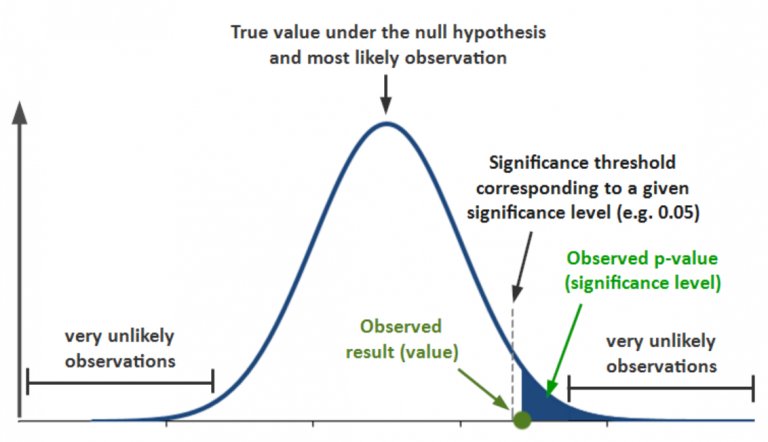 True value under the null hypothesis
and most likely observation
Significance threshold
corresponding to a given
significance level (e.g. 0.05)
Observed p-value
(significance level)
Observed
result (value)
very unlikely
observations
very unlikely
observations